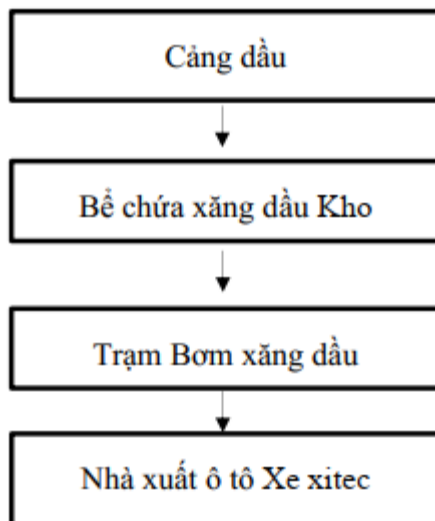 Cảng dầu
Bể chứa xăng dầu Kho
Trạm Bơm xăng dầu
Nhà xuất ô tô Xe xitec